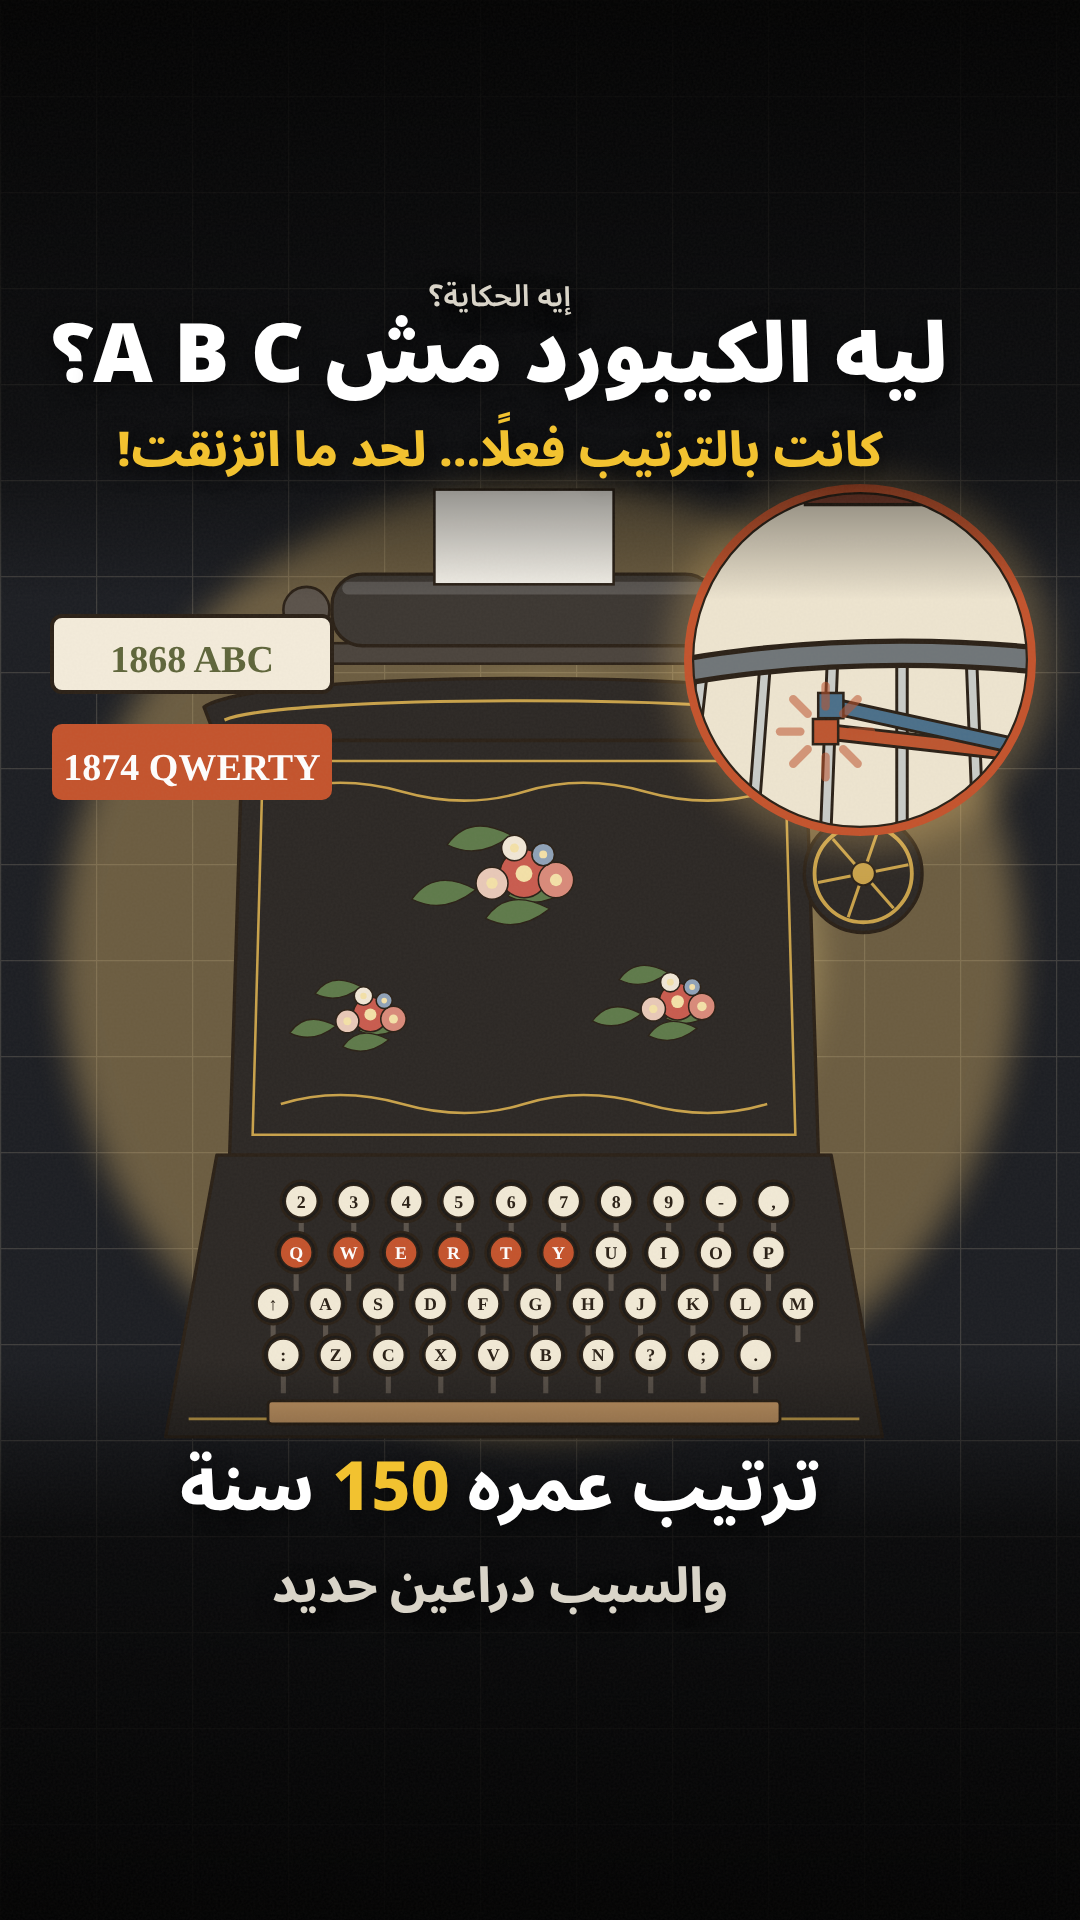 إيه الحكاية؟
ليه الكيبورد مش A B C؟
كانت بالترتيب فعلًا... لحد ما اتزنقت!
1868 ABC
1874 QWERTY
2 3 4 5 6 7 8 9 - ,
Q W E R T Y U I O P
↑ A S D F G H J K L M
: Z C X V B N ? ; .
ترتيب عمره 150 سنة
والسبب دراعين حديد